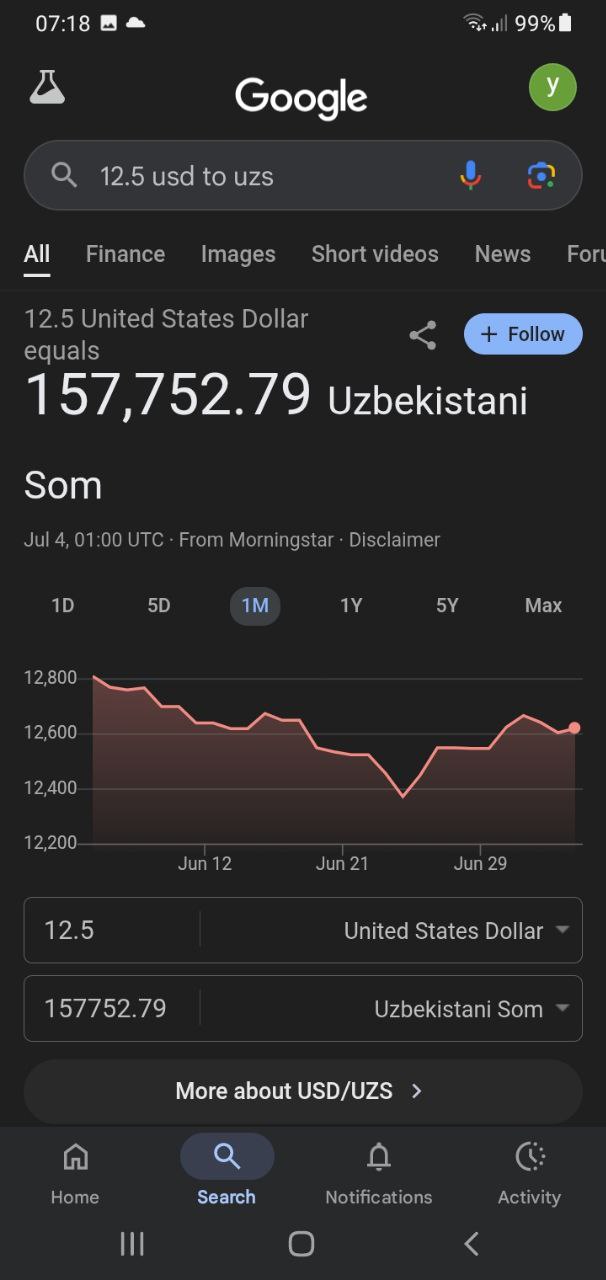 07:18 99%
Google
y
12.5 usd to uzs
All Finance Images Short videos News Foru
12.5 United States Dollar
equals
+ Follow
157,752.79 Uzbekistani
Som
Jul 4, 01:00 UTC · From Morningstar · Disclaimer
1D 5D 1M 1Y 5Y Max
12,800
12,600
12,400
12,200
Jun 12 Jun 21 Jun 29
12.5 United States Dollar
157752.79 Uzbekistani Som
More about USD/UZS
Home Search Notifications Activity